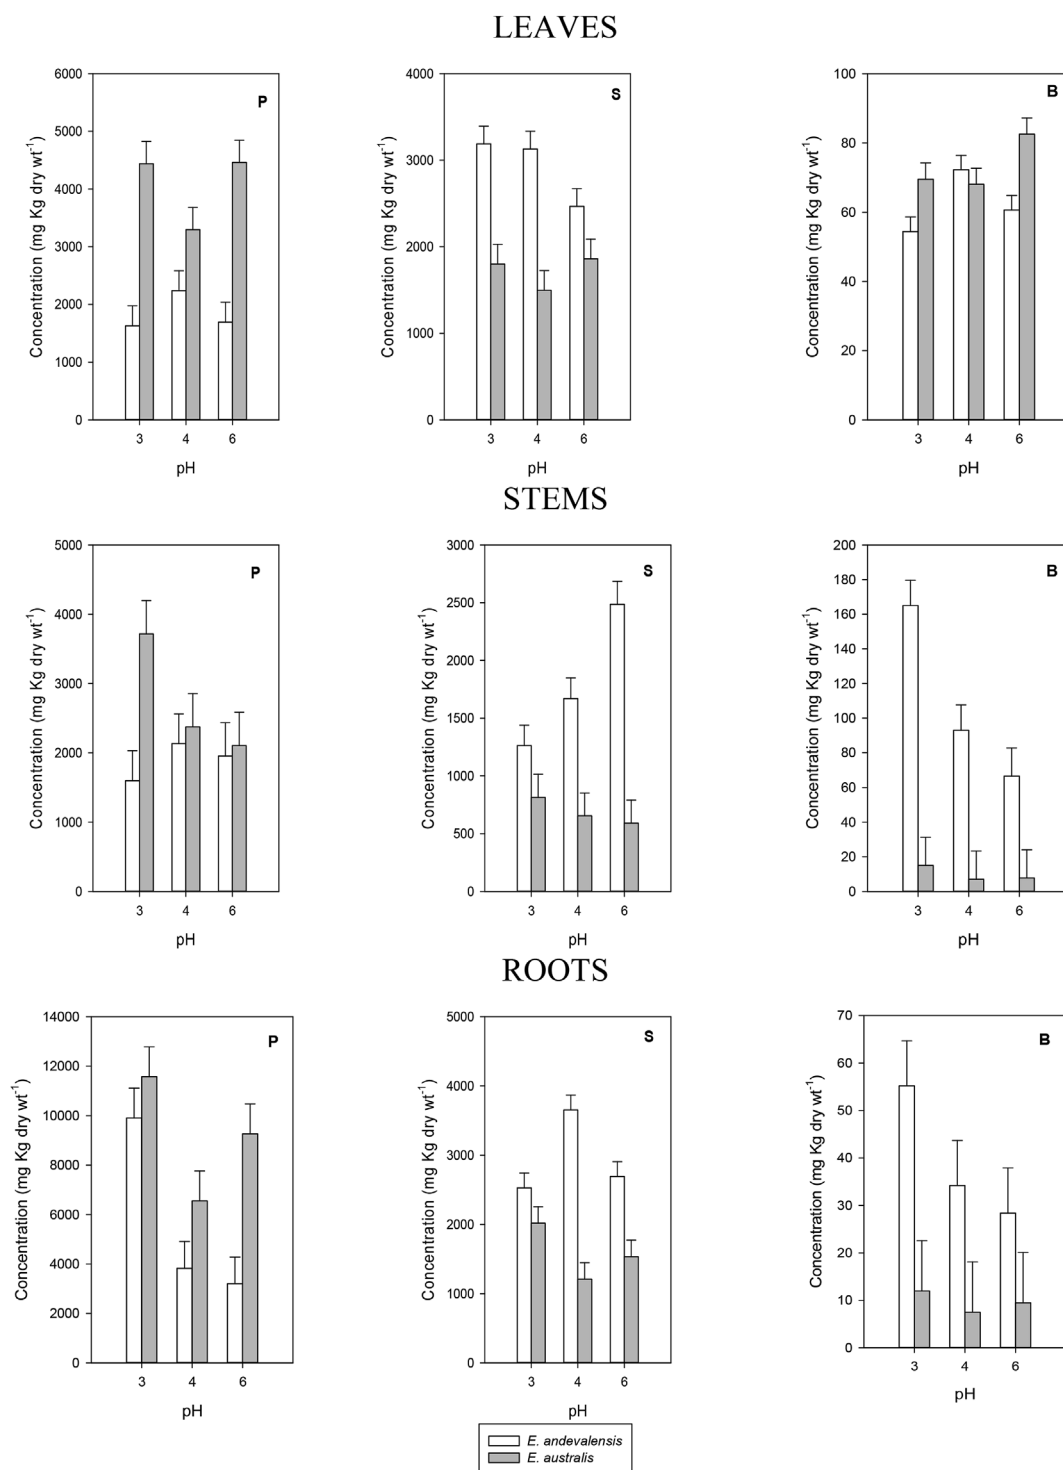 LEAVES
P
Concentration (mg Kg dry wt⁻¹)
6000
5000
4000
3000
2000
1000
0
3 4 6
pH
S
Concentration (mg Kg dry wt⁻¹)
4000
3000
2000
1000
0
3 4 6
pH
B
Concentration (mg Kg dry wt⁻¹)
100
80
60
40
20
0
3 4 6
pH
STEMS
P
Concentration (mg Kg dry wt⁻¹)
5000
4000
3000
2000
1000
0
3 4 6
pH
S
Concentration (mg Kg dry wt⁻¹)
3000
2500
2000
1500
1000
500
0
3 4 6
pH
B
Concentration (mg Kg dry wt⁻¹)
200
180
160
140
120
100
80
60
40
20
0
3 4 6
pH
ROOTS
P
Concentration (mg Kg dry wt⁻¹)
14000
12000
10000
8000
6000
4000
2000
0
3 4 6
pH
S
Concentration (mg Kg dry wt⁻¹)
5000
4000
3000
2000
1000
0
3 4 6
pH
B
Concentration (mg Kg dry wt⁻¹)
70
60
50
40
30
20
10
0
3 4 6
pH
E. andevalensis
E. australis